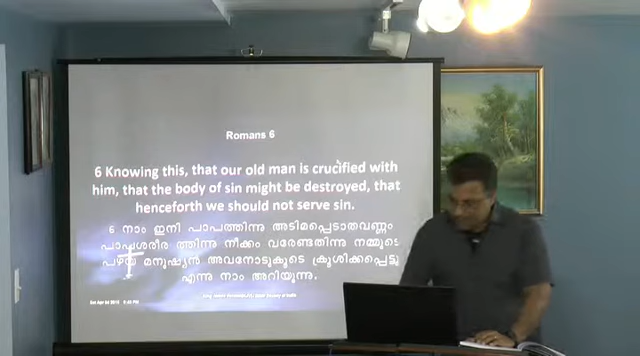 Romans 6
6 Knowing this, that our old man is crucified with
him, that the body of sin might be destroyed, that
henceforth we should not serve sin.
6 നാം ഇനി പാപത്തിന്നു അടിമപ്പെടാതവണ്ണം
പാപശരീര ത്തിന്നു നീക്കം വരേണ്ടതിന്നു നമ്മുടെ
പഴയ മനുഷ്യൻ അവനോടുകൂടെ ക്രൂശിക്കപ്പെട്ടു
എന്നു നാം അറിയുന്നു.